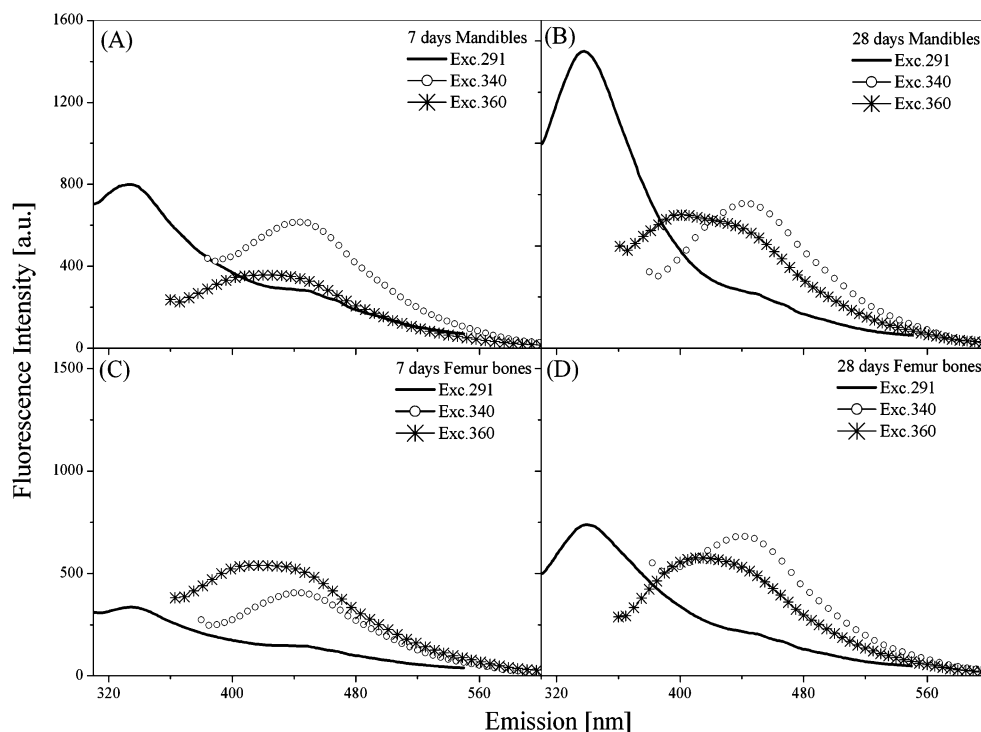 (A)
7 days Mandibles
Exc.291
Exc.340
Exc.360
(B)
28 days Mandibles
Exc.291
Exc.340
Exc.360
(C)
7 days Femur bones
Exc.291
Exc.340
Exc.360
(D)
28 days Femur bones
Exc.291
Exc.340
Exc.360
1600
1200
800
400
0
1500
1000
500
0
320
400
480
560
320
400
480
560
Fluorescence Intensity [a.u.]
Emission [nm]